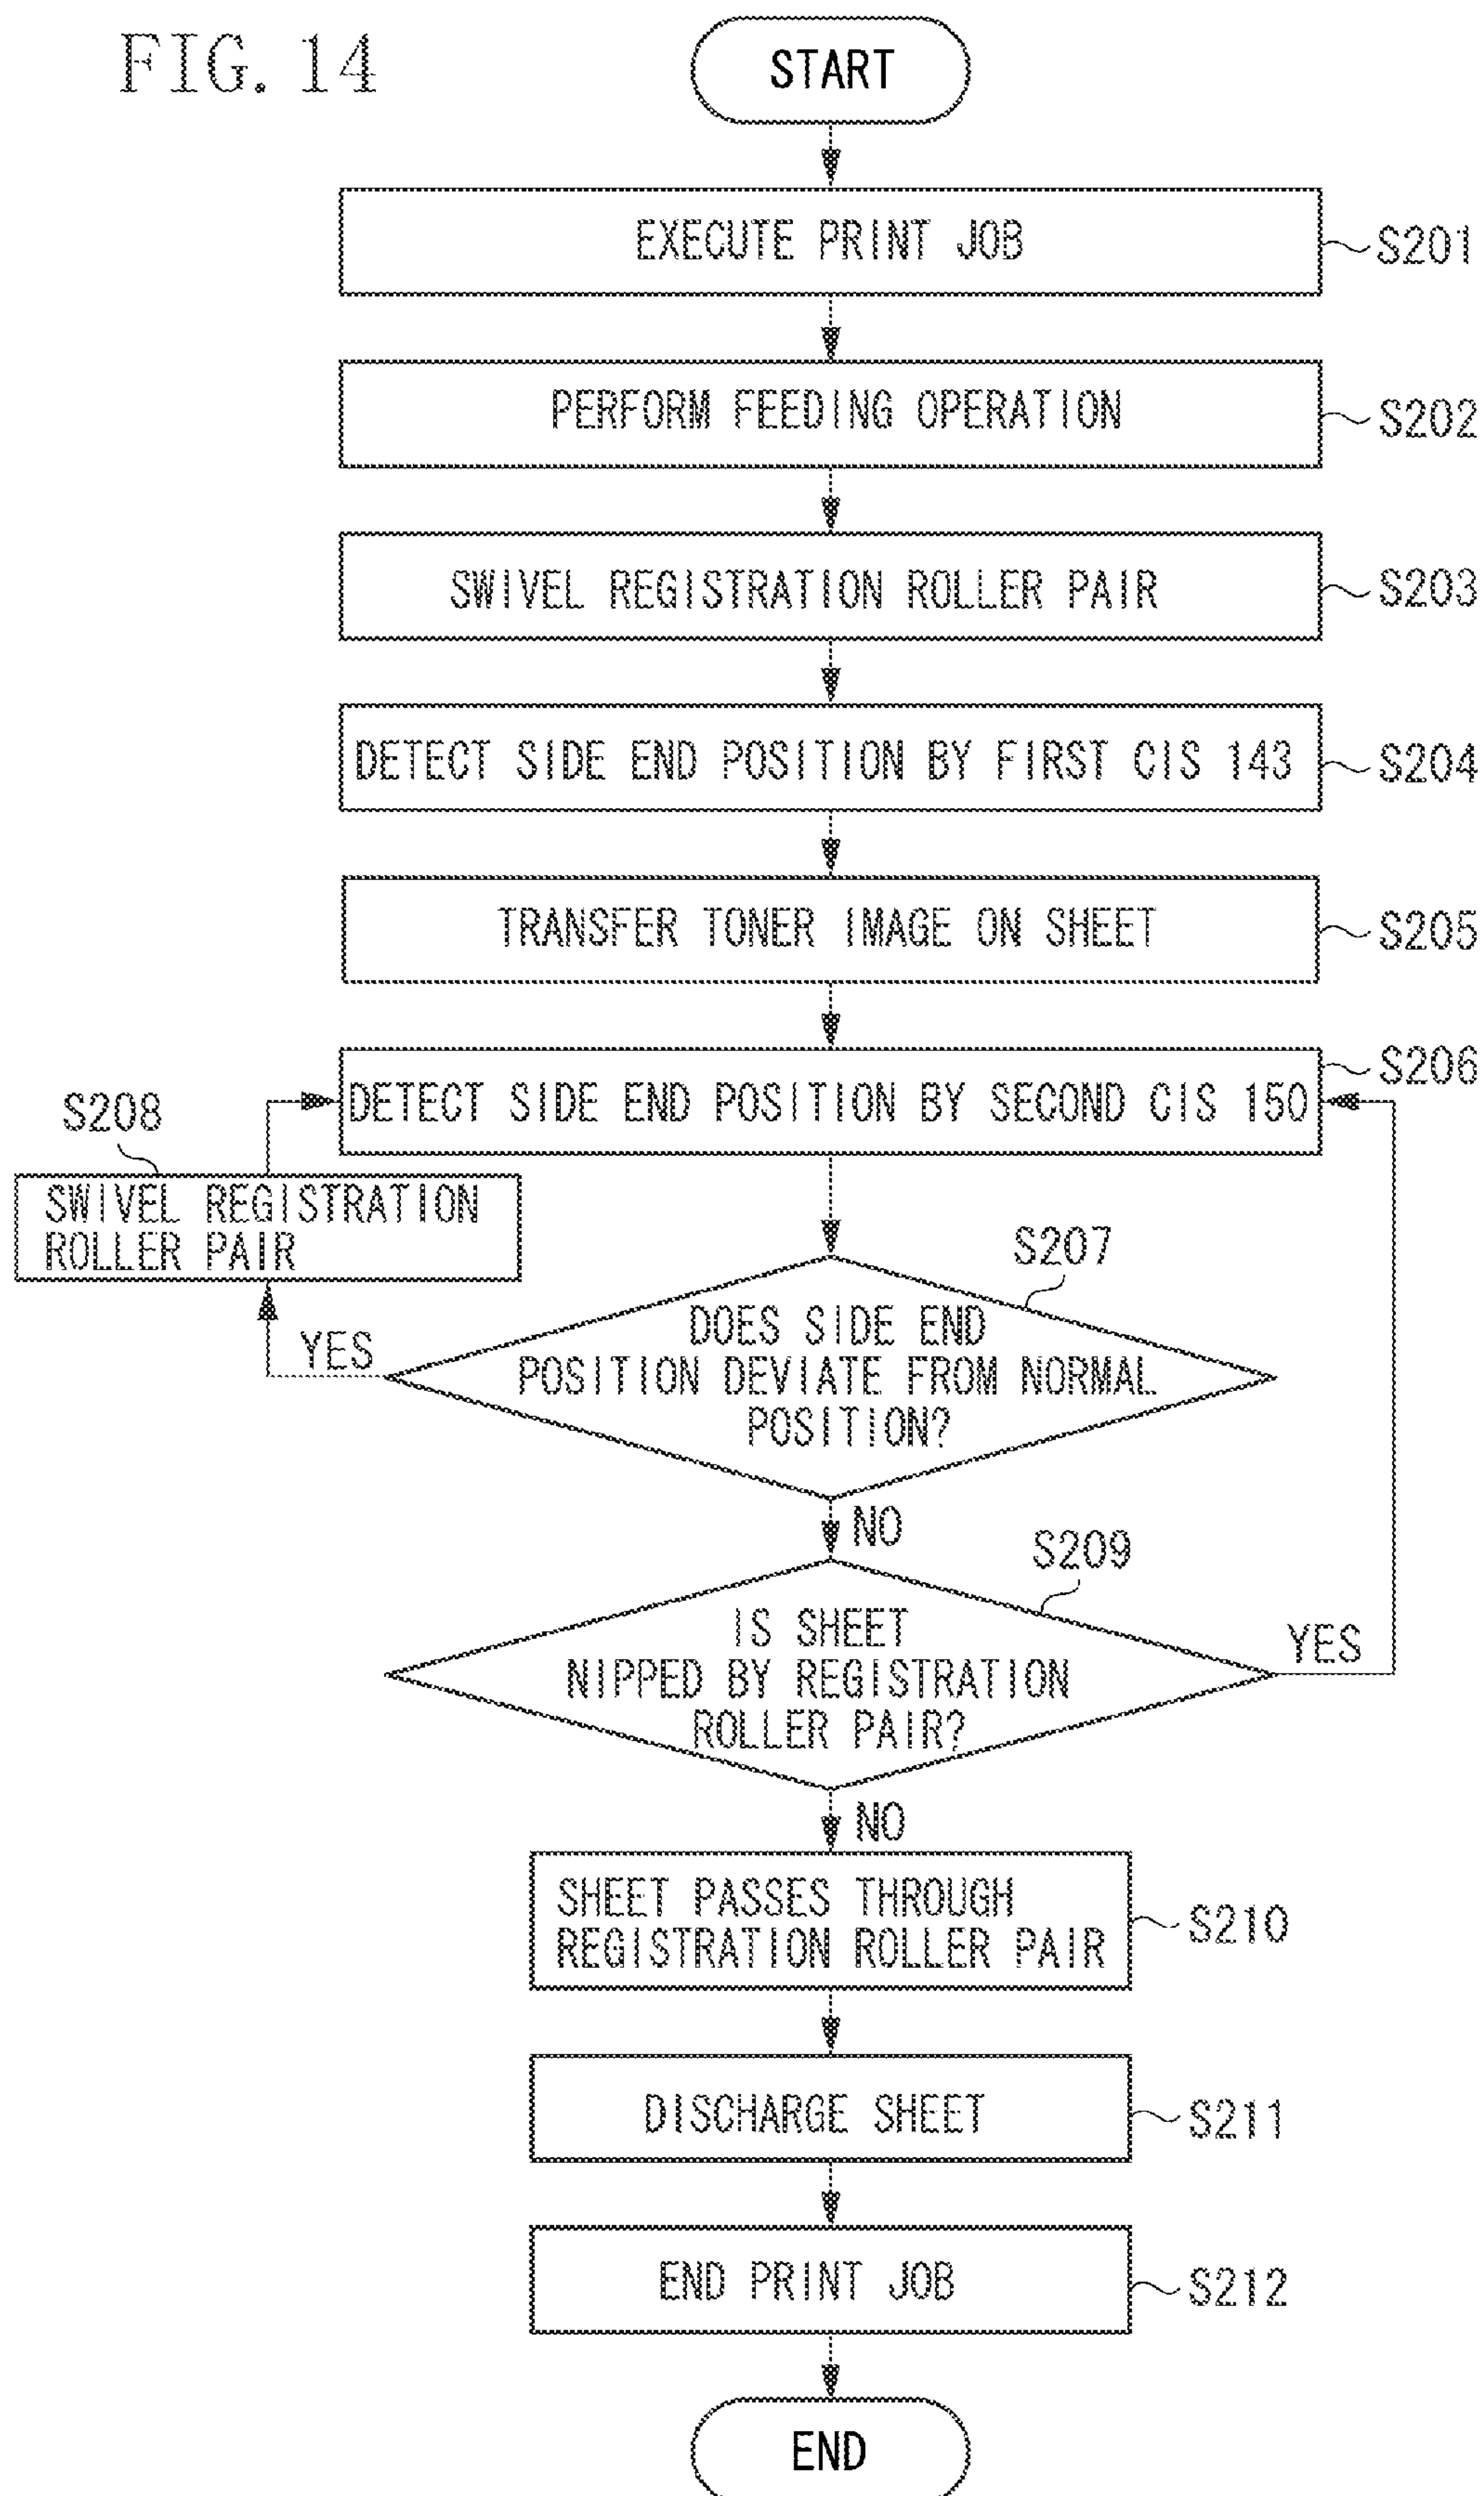 FIG. 14
START
EXECUTE PRINT JOB
S201
PERFORM FEEDING OPERATION
S202
SWIVEL REGISTRATION ROLLER PAIR
S203
DETECT SIDE END POSITION BY FIRST CIS 143
S204
TRANSFER TONER IMAGE ON SHEET
S205
DETECT SIDE END POSITION BY SECOND CIS 150
S206
S208
SWIVEL REGISTRATION
ROLLER PAIR
S207
DOES SIDE END
POSITION DEVIATE FROM NORMAL
POSITION?
YES
NO
S209
IS SHEET
NIPPED BY REGISTRATION
ROLLER PAIR?
YES
NO
SHEET PASSES THROUGH
REGISTRATION ROLLER PAIR
S210
DISCHARGE SHEET
S211
END PRINT JOB
S212
END